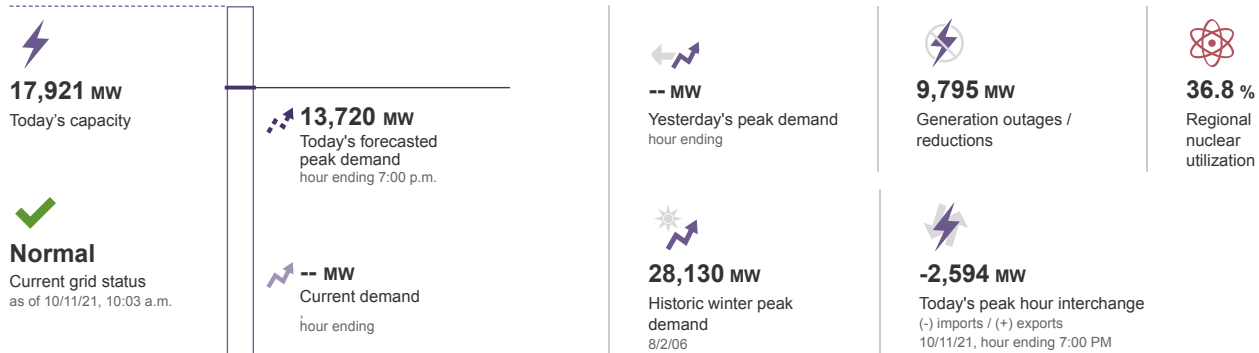 17,921 MW
Today's capacity
Normal
Current grid status
as of 10/11/21, 10:03 a.m.
13,720 MW
Today's forecasted
peak demand
hour ending 7:00 p.m.
-- MW
Current demand
,
hour ending
-- MW
Yesterday's peak demand
hour ending
9,795 MW
Generation outages /
reductions
36.8 %
Regional
nuclear
utilization
28,130 MW
Historic winter peak
demand
8/2/06
-2,594 MW
Today's peak hour interchange
(-) imports / (+) exports
10/11/21, hour ending 7:00 PM